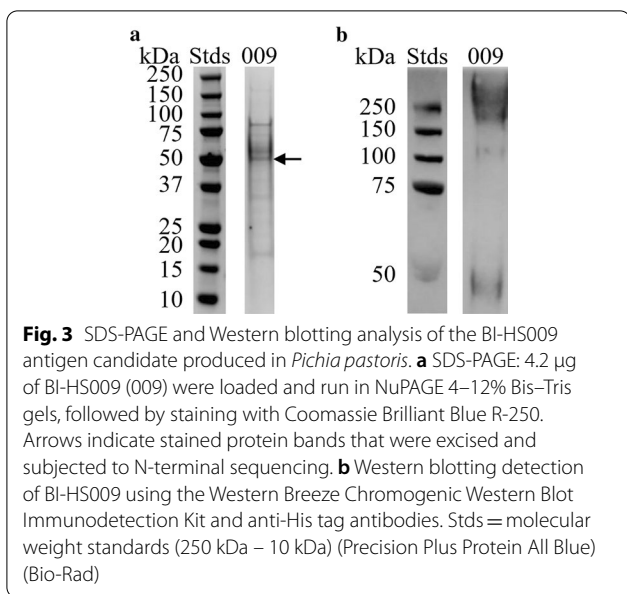 a
b
kDa Stds 009
kDa Stds 009
250
150
100
75
50
37
25
20
15
10
250
150
100
75
50
Fig. 3 SDS-PAGE and Western blotting analysis of the BI-HS009
antigen candidate produced in Pichia pastoris. a SDS-PAGE: 4.2 µg
of BI-HS009 (009) were loaded and run in NuPAGE 4–12% Bis–Tris
gels, followed by staining with Coomassie Brilliant Blue R-250.
Arrows indicate stained protein bands that were excised and
subjected to N-terminal sequencing. b Western blotting detection
of BI-HS009 using the Western Breeze Chromogenic Western Blot
Immunodetection Kit and anti-His tag antibodies. Stds = molecular
weight standards (250 kDa – 10 kDa) (Precision Plus Protein All Blue)
(Bio-Rad)